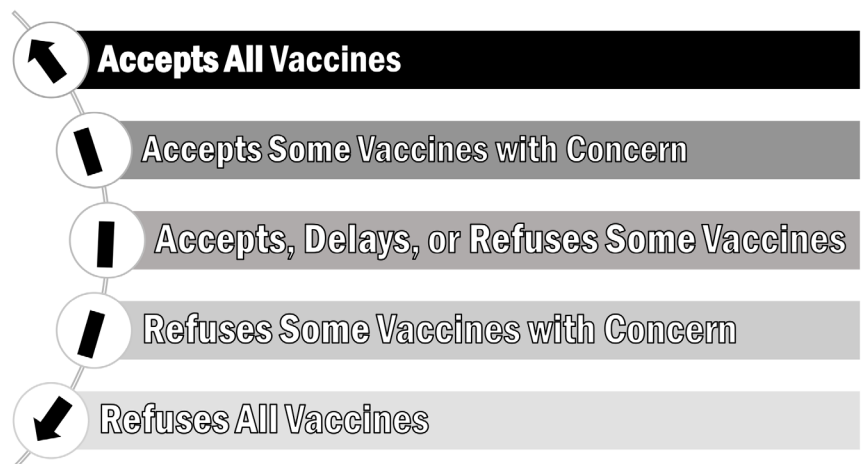 Accepts All Vaccines
Accepts Some Vaccines with Concern
Accepts, Delays, or Refuses Some Vaccines
Refuses Some Vaccines with Concern
Refuses All Vaccines